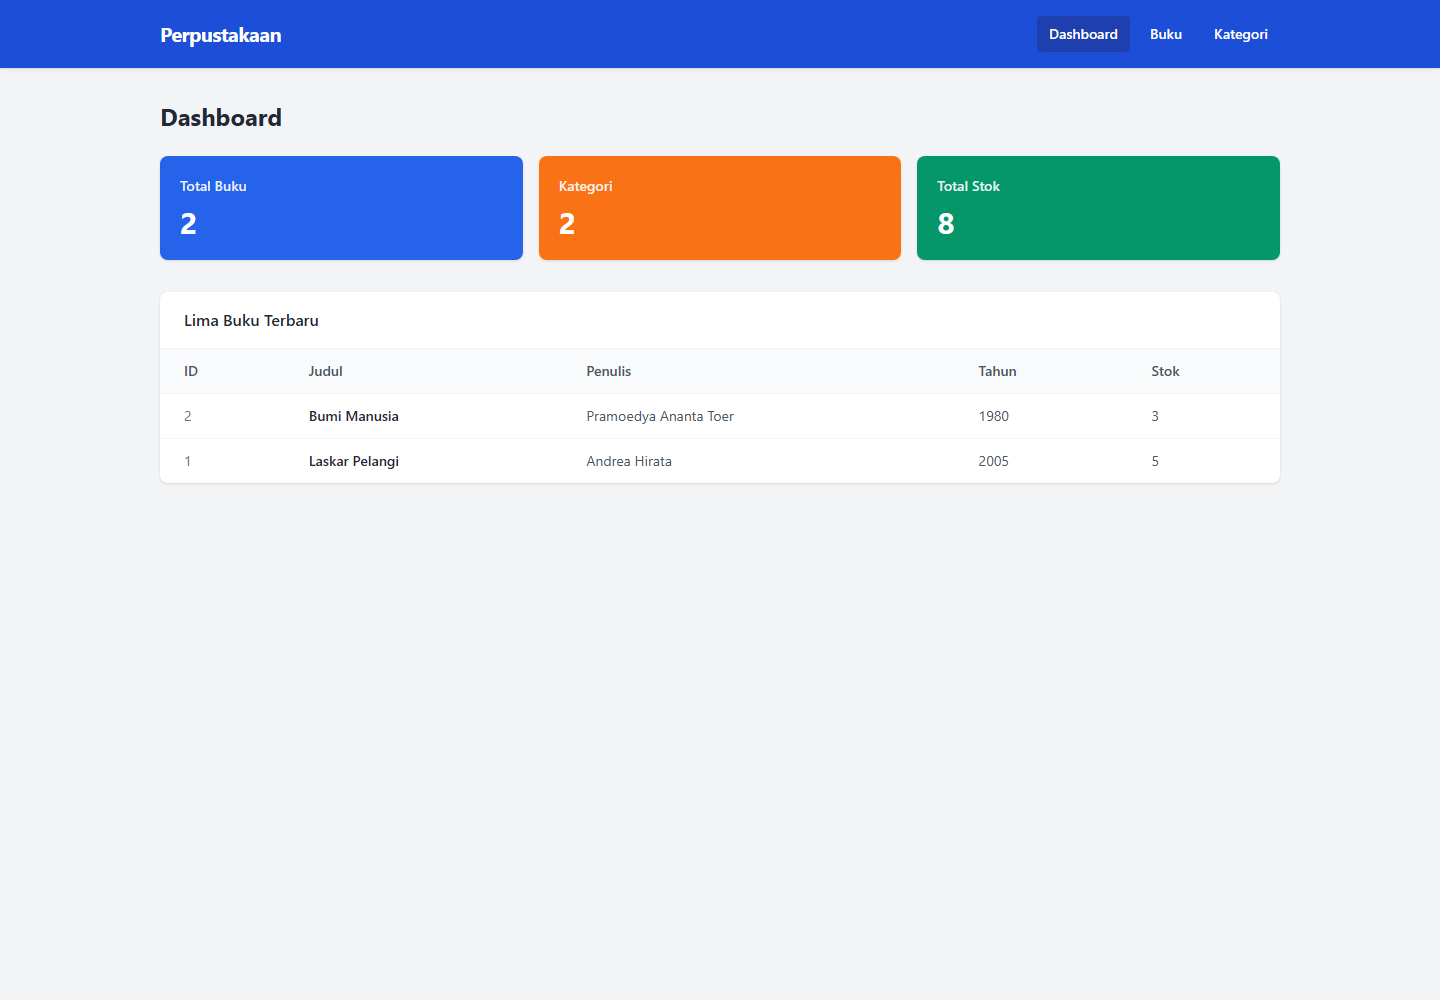 Perpustakaan Dashboard Buku Kategori
Dashboard
Total Buku Kategori Total Stok
2 2 8
Lima Buku Terbaru
ID Judul Penulis Tahun Stok
2 Bumi Manusia Pramoedya Ananta Toer 1980 3
1 Laskar Pelangi Andrea Hirata 2005 5